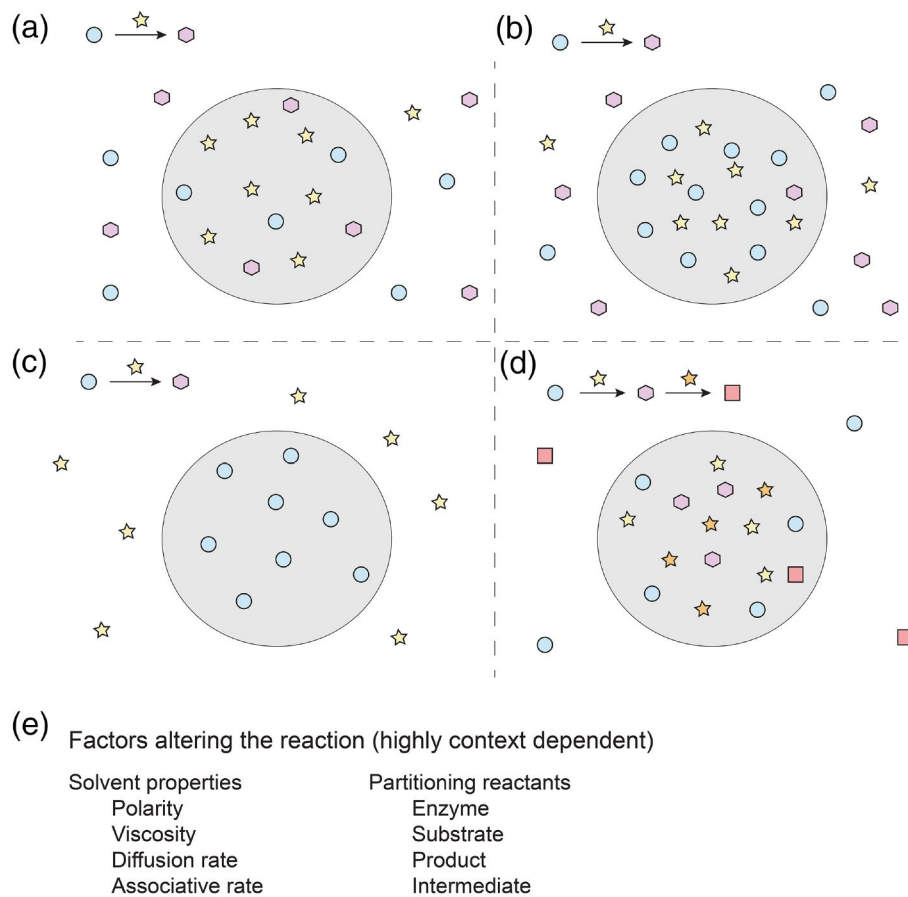 (a)
(b)
(c)
(d)
(e)
Factors altering the reaction (highly context dependent)
Solvent properties
Polarity
Viscosity
Diffusion rate
Associative rate
Partitioning reactants
Enzyme
Substrate
Product
Intermediate